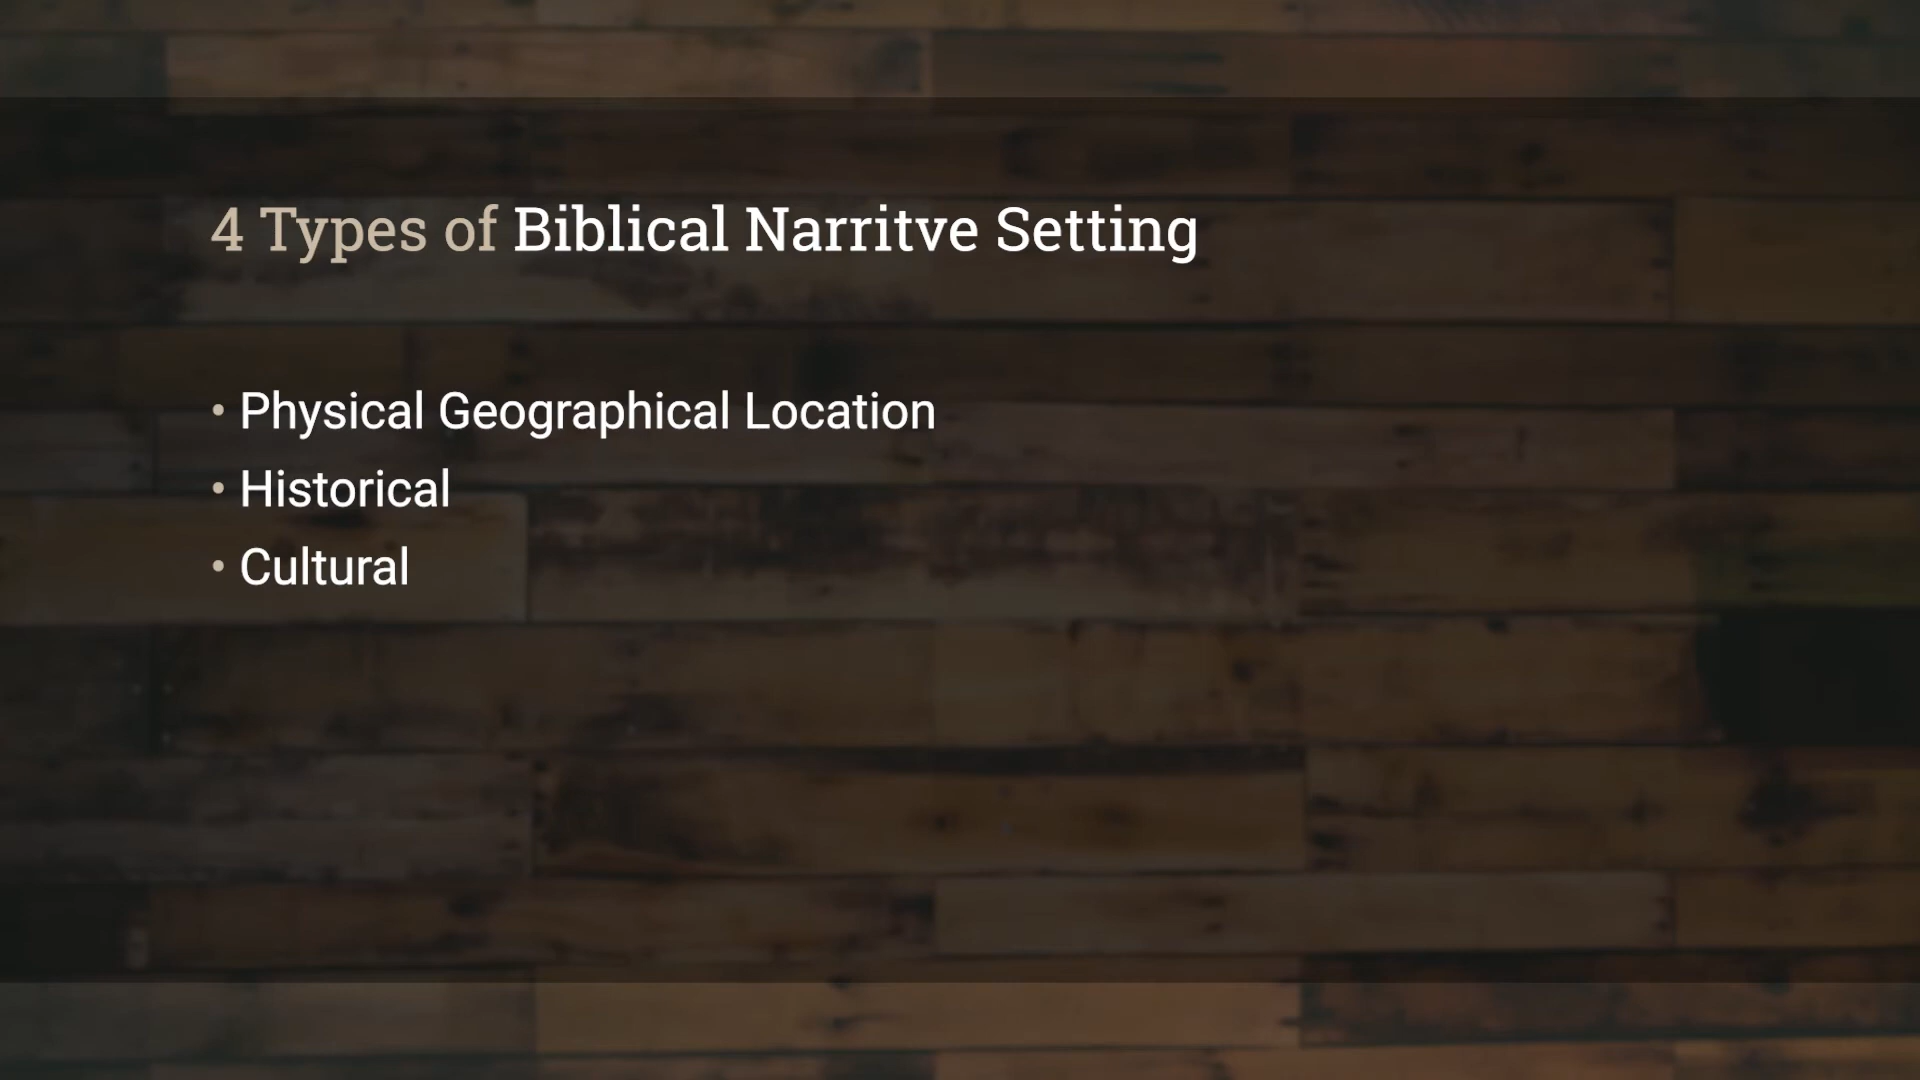 4 Types of Biblical Narritve Setting
• Physical Geographical Location
• Historical
• Cultural